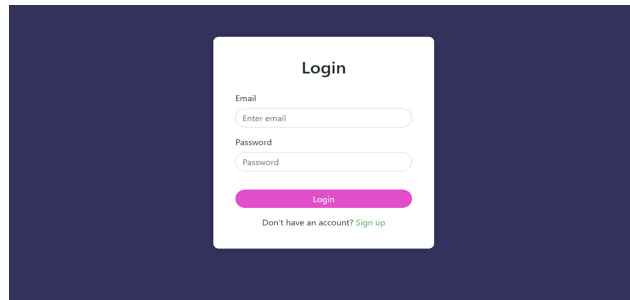 Login
Email
Enter email
Password
Password
Login
Don't have an account? Sign up